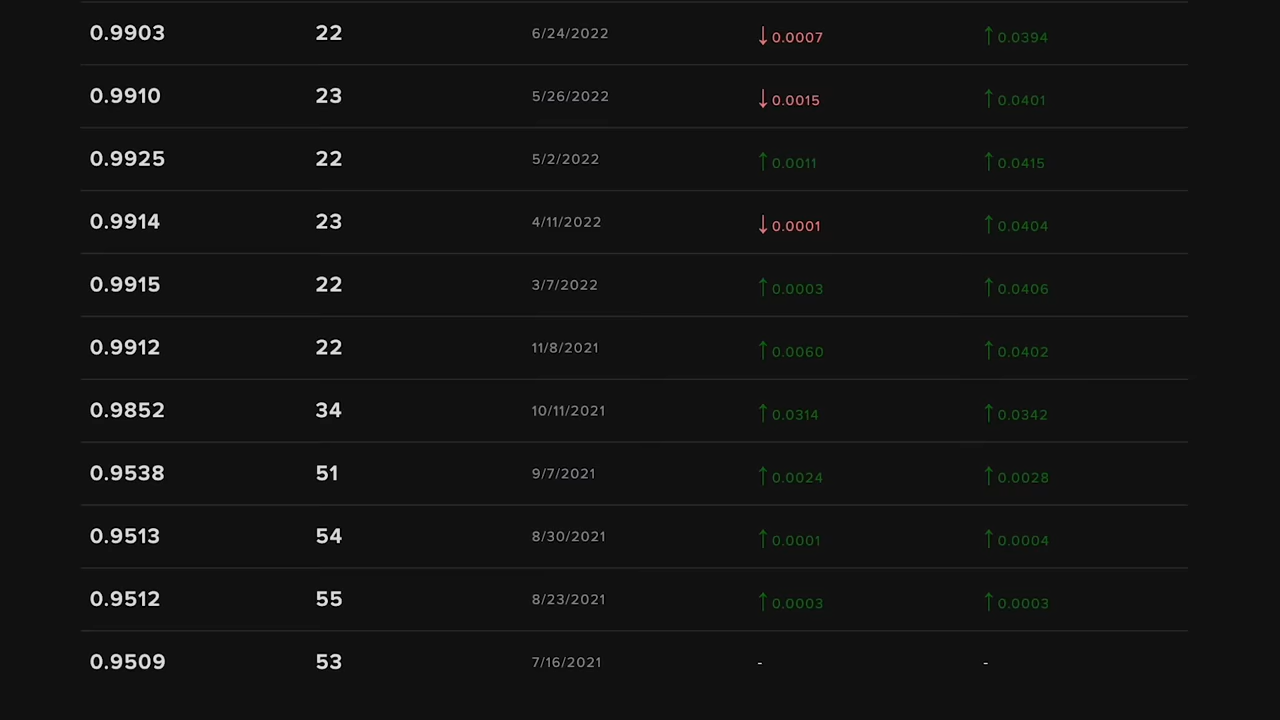 0.9903 22 6/24/2022 ↓ 0.0007 ↑ 0.0394
0.9910 23 5/26/2022 ↓ 0.0015 ↑ 0.0401
0.9925 22 5/2/2022 ↑ 0.0011 ↑ 0.0415
0.9914 23 4/11/2022 ↓ 0.0001 ↑ 0.0404
0.9915 22 3/7/2022 ↑ 0.0003 ↑ 0.0406
0.9912 22 11/8/2021 ↑ 0.0060 ↑ 0.0402
0.9852 34 10/11/2021 ↑ 0.0314 ↑ 0.0342
0.9538 51 9/7/2021 ↑ 0.0024 ↑ 0.0028
0.9513 54 8/30/2021 ↑ 0.0001 ↑ 0.0004
0.9512 55 8/23/2021 ↑ 0.0003 ↑ 0.0003
0.9509 53 7/16/2021 - -